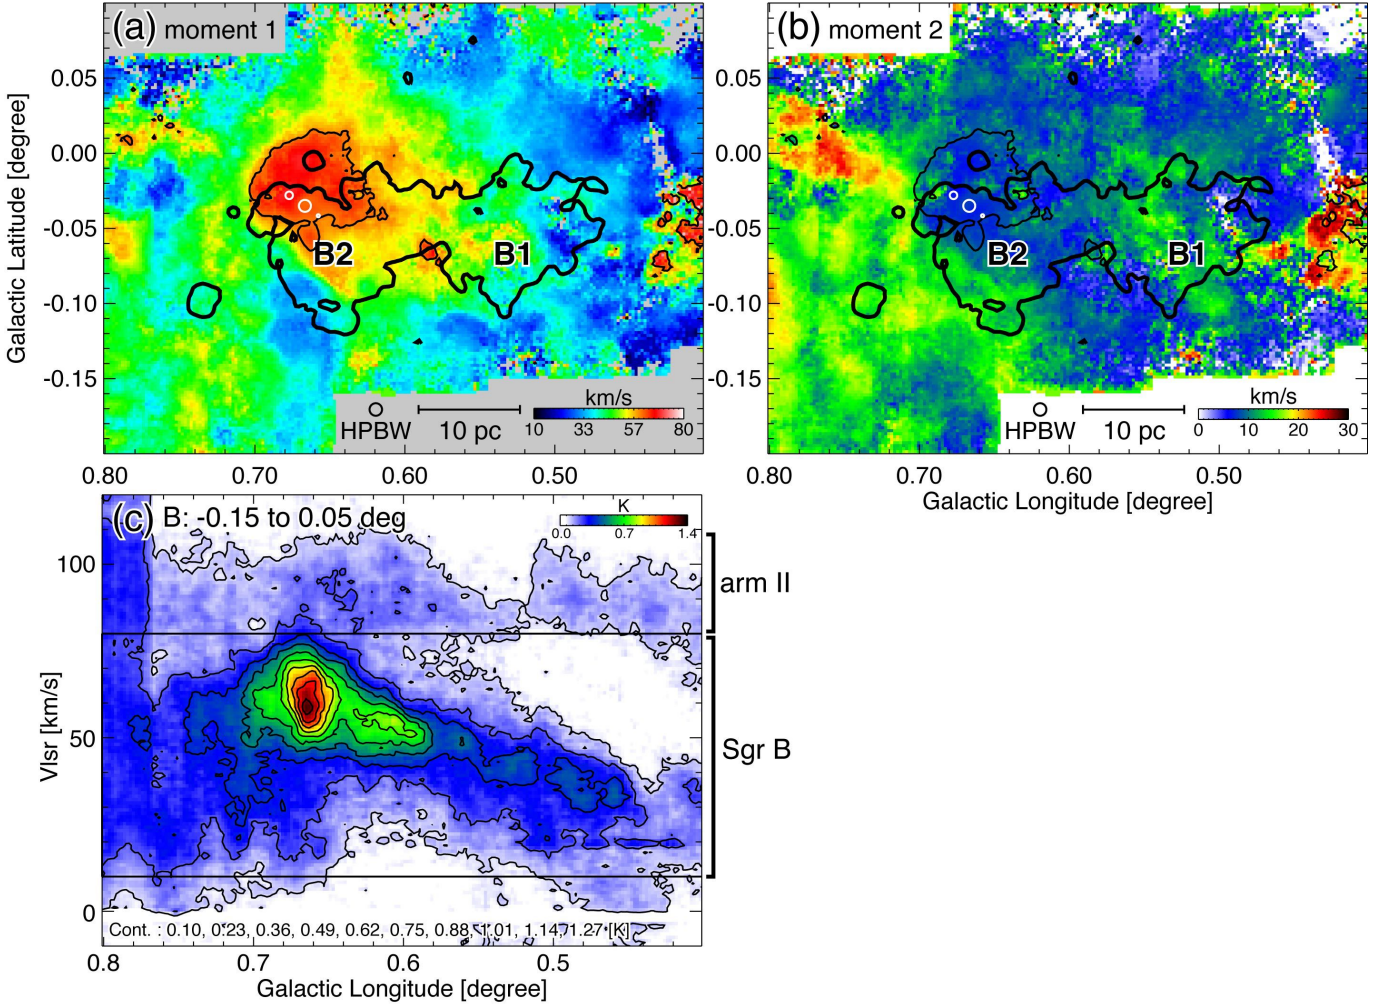 (a) moment 1
(b) moment 2
0.05
0.00
-0.05
-0.10
-0.15
Galactic Latitude [degree]
B2
B1
B2
B1
0.05
0.00
-0.05
-0.10
-0.15
HPBW
10 pc
km/s
10 33 57 80
HPBW
10 pc
km/s
0 10 20 30
0.80 0.70 0.60 0.50
0.80 0.70 0.60 0.50
Galactic Longitude [degree]
(c) B: -0.15 to 0.05 deg
K
0.0 0.7 1.4
100
50
0
Vlsr [km/s]
arm II
Sgr B
Cont. : 0.10, 0.23, 0.36, 0.49, 0.62, 0.75, 0.88, 1.01, 1.14, 1.27 [K]
0.8 0.7 0.6 0.5
Galactic Longitude [degree]